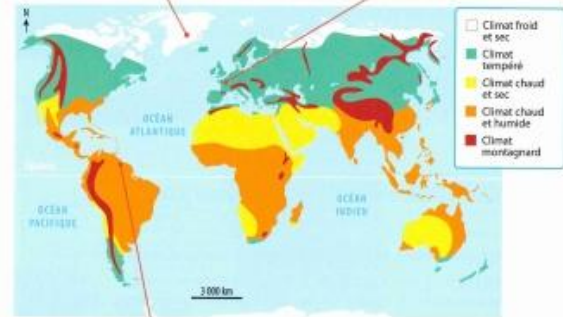 N
Climat froid
et sec
Climat
tempéré
Climat chaud
et sec
Climat chaud
et humide
Climat
montagnard
OCÉAN
ATLANTIQUE
OCÉAN
PACIFIQUE
OCÉAN
INDIEN
3 000 km